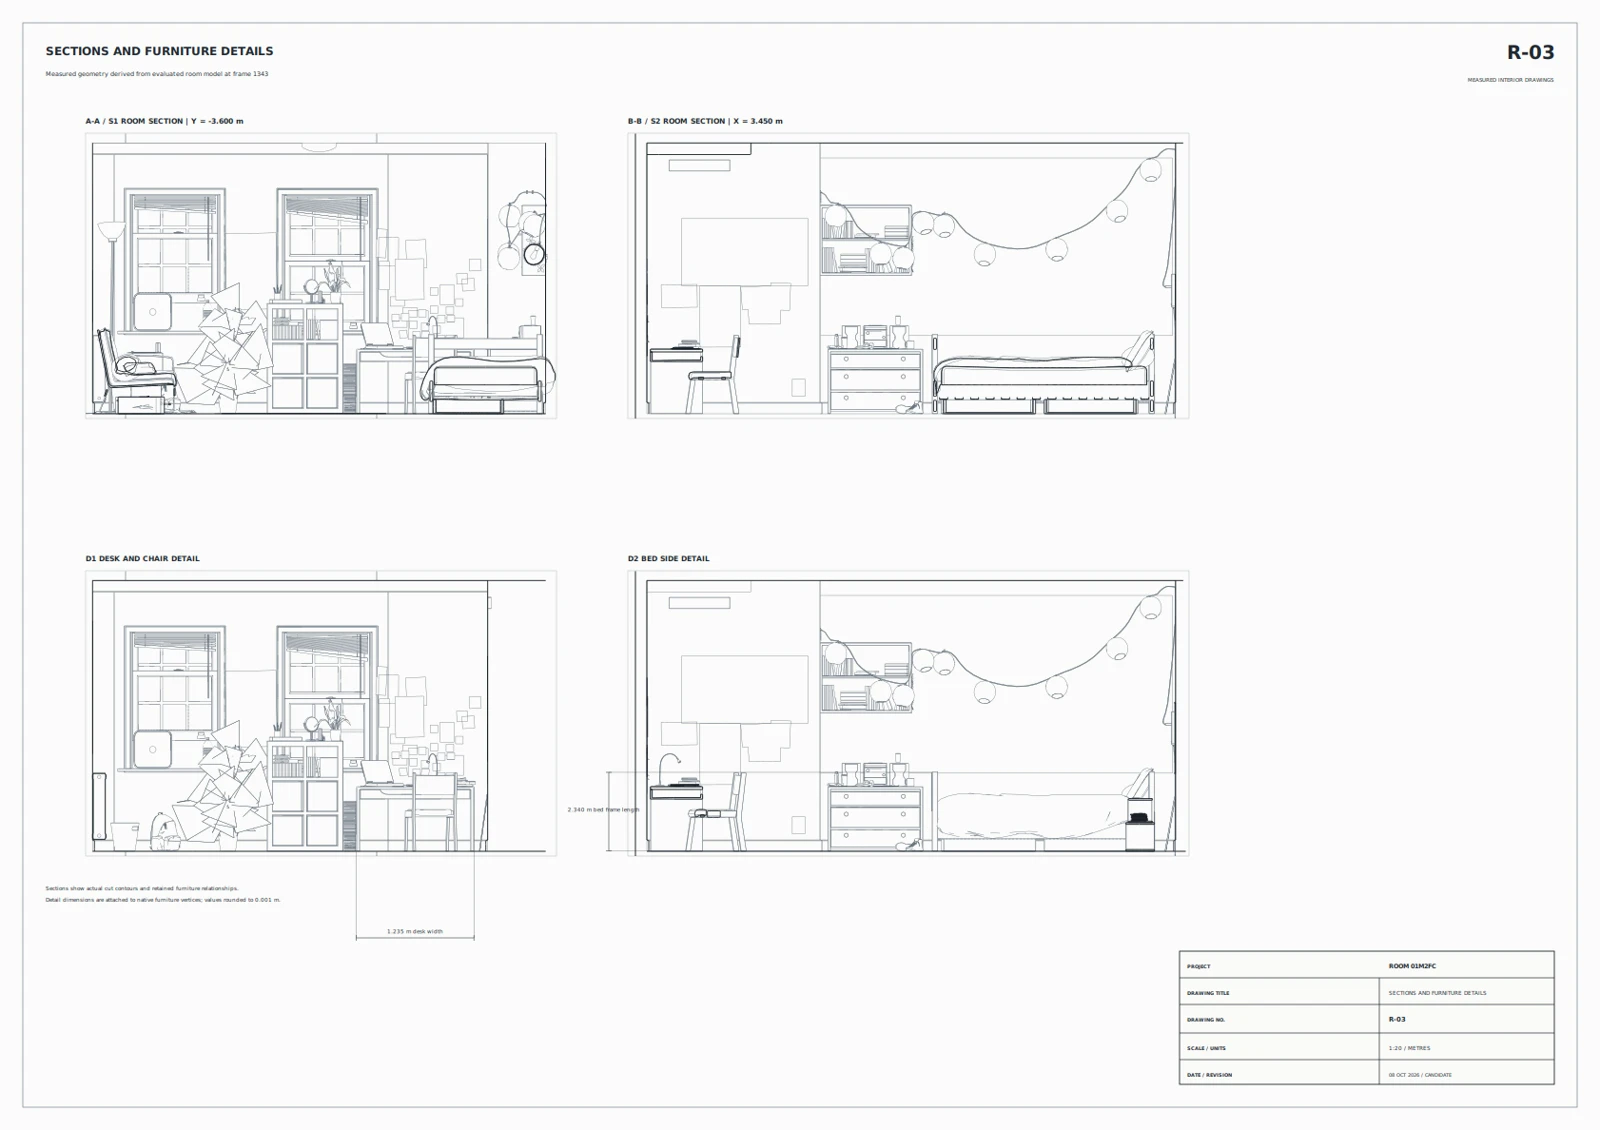 SECTIONS AND FURNITURE DETAILS
Measured geometry derived from evaluated room model at frame 1343
R-03
MEASURED INTERIOR DRAWINGS
A-A / S1 ROOM SECTION | Y = -3.600 m
B-B / S2 ROOM SECTION | X = 3.450 m
D1 DESK AND CHAIR DETAIL
D2 BED SIDE DETAIL
2.340 m bed frame length
Sections show actual cut contours and retained furniture relationships.
Detail dimensions are attached to native furniture vertices; values rounded to 0.001 m.
1.235 m desk width
PROJECT ROOM 01M2FC
DRAWING TITLE SECTIONS AND FURNITURE DETAILS
DRAWING NO. R-03
SCALE / UNITS 1:20 / METRES
DATE / REVISION 08 OCT 2026 / CANDIDATE